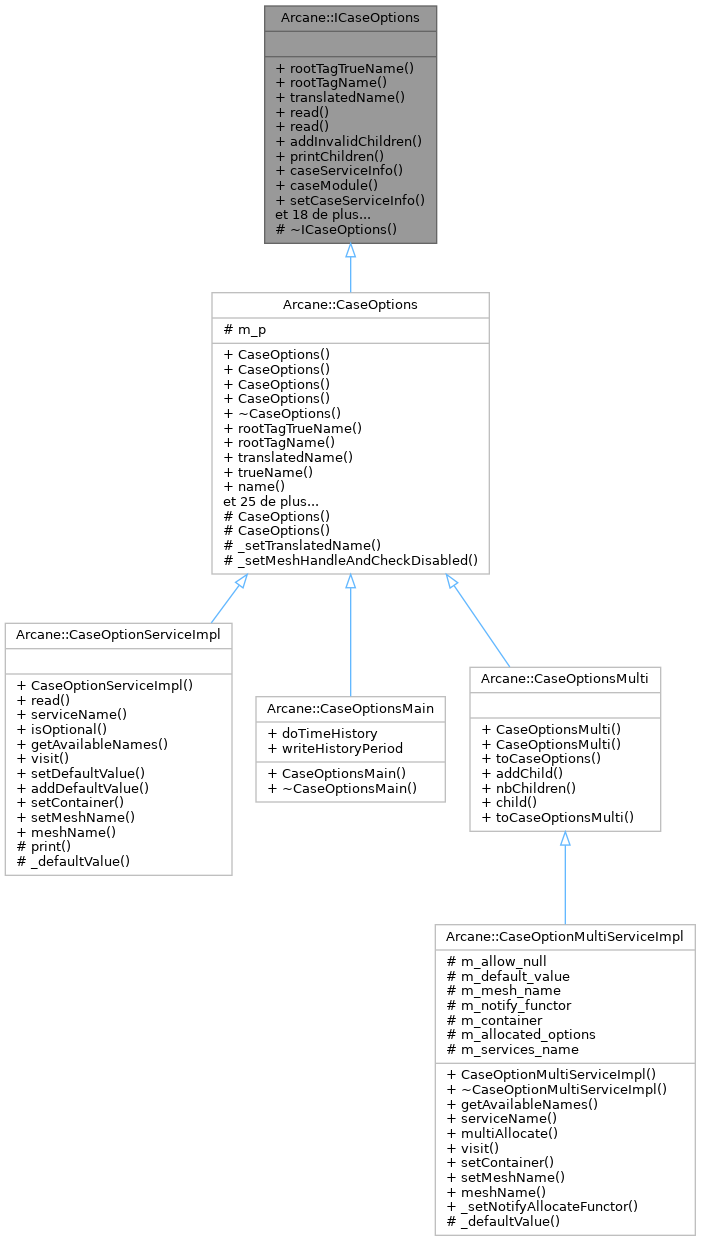 Arcane::ICaseOptions
+ rootTagTrueName()
+ rootTagName()
+ translatedName()
+ read()
+ read()
+ addInvalidChildren()
+ printChildren()
+ caseServiceInfo()
+ caseModule()
+ setCaseServiceInfo()
et 18 de plus...
# ~ICaseOptions()
Arcane::CaseOptions
# m_p
+ CaseOptions()
+ CaseOptions()
+ CaseOptions()
+ CaseOptions()
+ ~CaseOptions()
+ rootTagTrueName()
+ rootTagName()
+ translatedName()
+ trueName()
+ name()
et 25 de plus...
# CaseOptions()
# CaseOptions()
# _setTranslatedName()
# _setMeshHandleAndCheckDisabled()
Arcane::CaseOptionServiceImpl
+ CaseOptionServiceImpl()
+ read()
+ serviceName()
+ isOptional()
+ getAvailableNames()
+ visit()
+ setDefaultValue()
+ addDefaultValue()
+ setContainer()
+ setMeshName()
+ meshName()
# print()
# _defaultValue()
Arcane::CaseOptionsMain
+ doTimeHistory
+ writeHistoryPeriod
+ CaseOptionsMain()
+ ~CaseOptionsMain()
Arcane::CaseOptionsMulti
+ CaseOptionsMulti()
+ CaseOptionsMulti()
+ toCaseOptions()
+ addChild()
+ nbChildren()
+ child()
+ toCaseOptionsMulti()
Arcane::CaseOptionMultiServiceImpl
# m_allow_null
# m_default_value
# m_mesh_name
# m_notify_functor
# m_container
# m_allocated_options
# m_services_name
+ CaseOptionMultiServiceImpl()
+ ~CaseOptionMultiServiceImpl()
+ getAvailableNames()
+ serviceName()
+ multiAllocate()
+ visit()
+ setContainer()
+ setMeshName()
+ meshName()
+ _setNotifyAllocateFunctor()
# _defaultValue()